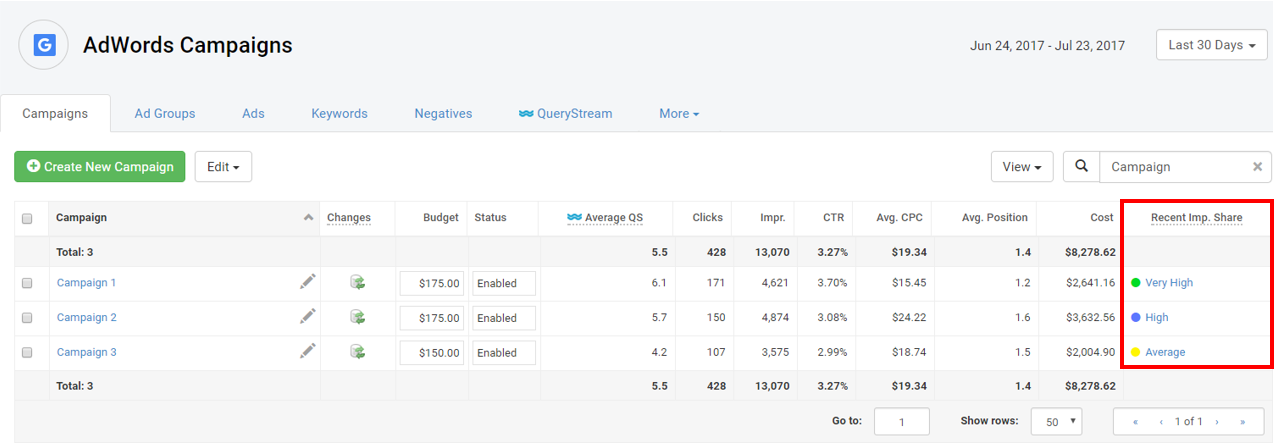 G
AdWords Campaigns
Jun 24, 2017 - Jul 23, 2017
Last 30 Days
Campaigns Ad Groups Ads Keywords Negatives QueryStream More
Create New Campaign Edit View Campaign ×
Campaign Changes Budget Status Average QS Clicks Impr. CTR Avg. CPC Avg. Position Cost Recent Imp. Share
Total: 3 5.5 428 13,070 3.27% $19.34 1.4 $8,278.62
Campaign 1 $175.00 Enabled 6.1 171 4,621 3.70% $15.45 1.2 $2,641.16 Very High
Campaign 2 $175.00 Enabled 5.7 150 4,874 3.08% $24.22 1.6 $3,632.56 High
Campaign 3 $150.00 Enabled 4.2 107 3,575 2.99% $18.74 1.5 $2,004.90 Average
Total: 3 5.5 428 13,070 3.27% $19.34 1.4 $8,278.62
Go to: 1 Show rows: 50 « ‹ 1 of 1 › »